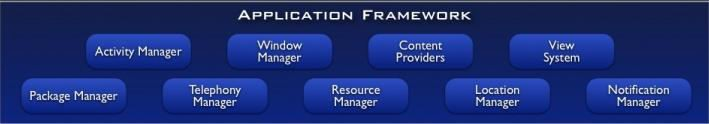 APPLICATION FRAMEWORK
Activity Manager
Window
Manager
Content
Providers
View
System
Package Manager
Telephony
Manager
Resource
Manager
Location
Manager
Notification
Manager